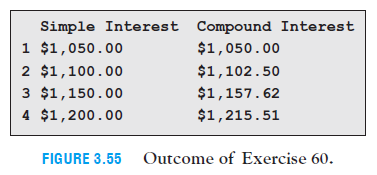 Simple Interest Compound Interest
1 $1,050.00 $1,050.00
2 $1,100.00 $1,102.50
3 $1,150.00 $1,157.62
4 $1,200.00 $1,215.51
FIGURE 3.55 Outcome of Exercise 60.